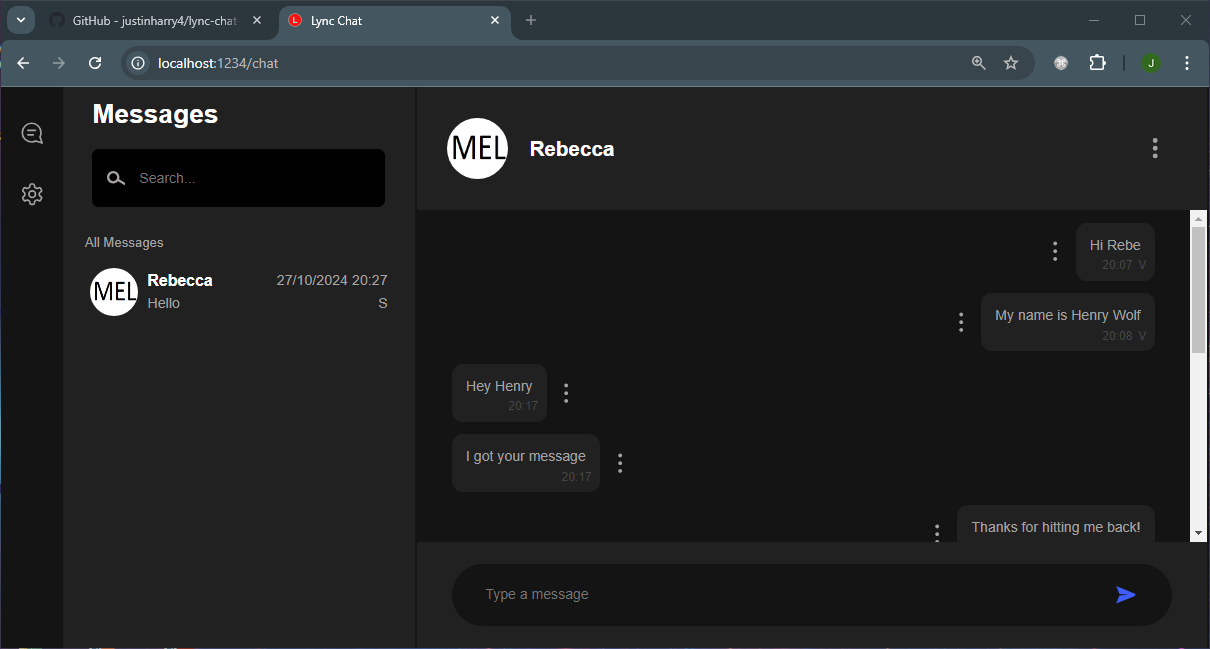 GitHub - justinharry4/lync-chat
L
Lync Chat
localhost:1234/chat
J
Messages
Search...
All Messages
MEL
Rebecca
27/10/2024 20:27
Hello
S
MEL
Rebecca
Hi Rebe
20:07 V
My name is Henry Wolf
20:08 V
Hey Henry
20:17
I got your message
20:17
Thanks for hitting me back!
Type a message